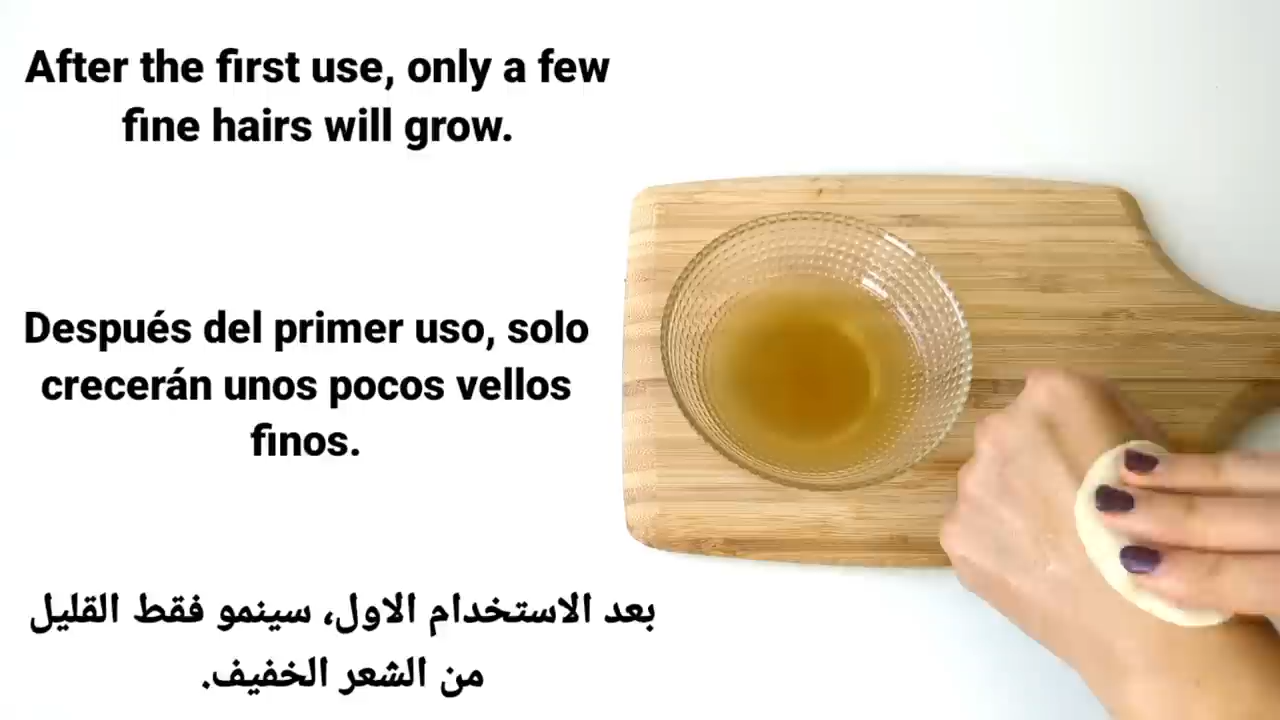 After the first use, only a few
fine hairs will grow.
Después del primer uso, solo
crecerán unos pocos vellos
finos.
بعد الاستخدام الاول، سينمو فقط القليل
من الشعر الخفيف.